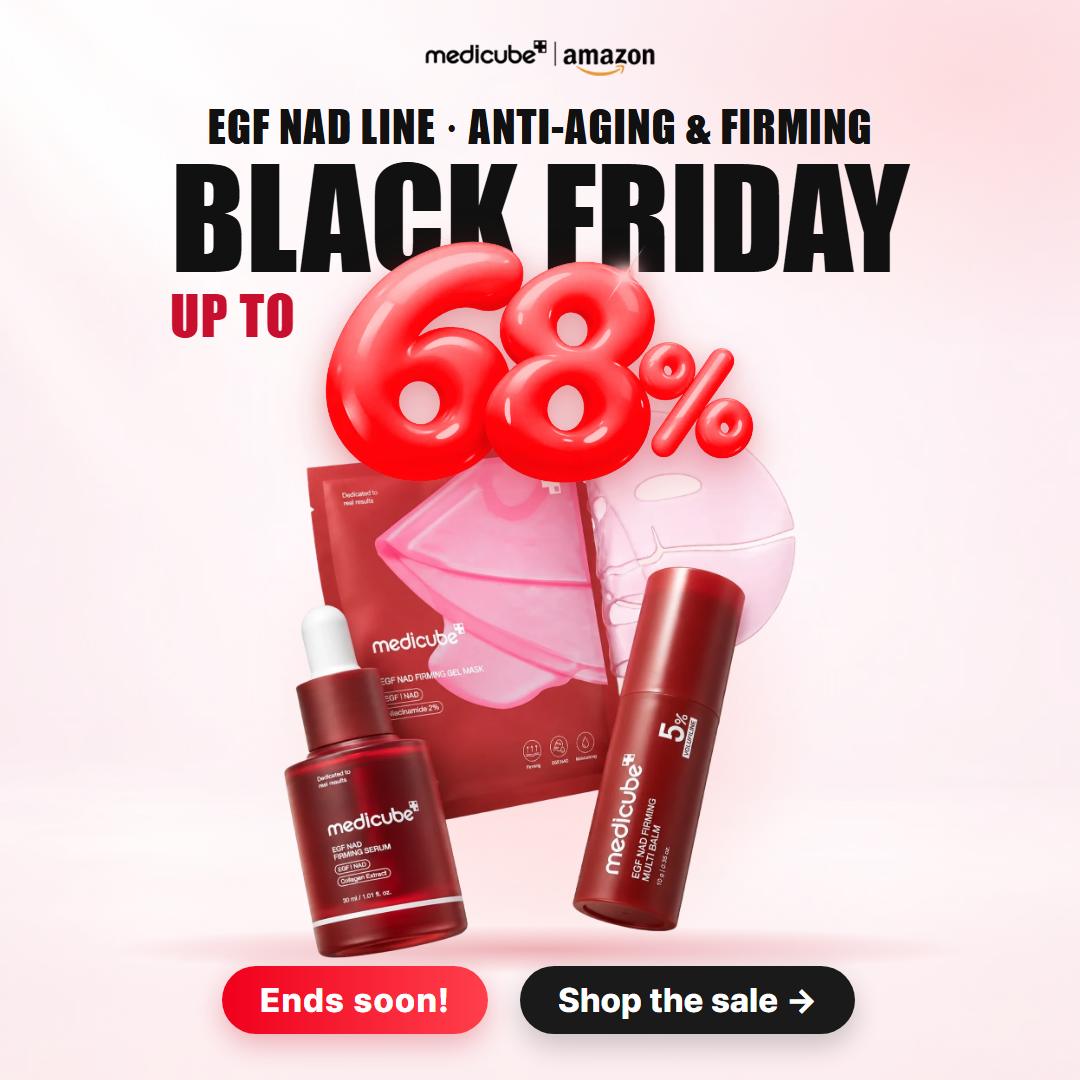 medicube | amazon
EGF NAD LINE · ANTI-AGING & FIRMING
BLACK FRIDAY
UP TO
68%
Dedicated to
real results
medicube
EGF NAD FIRMING GEL MASK
EGF | NAD
Niacinamide 2%
Firming
EGF NAD
Moisturizing
Dedicated to
real results
medicube
EGF NAD
FIRMING SERUM
EGF | NAD
Collagen Extract
30 ml / 1.01 fl. oz.
5%
VOLUFILINE
medicube
EGF NAD FIRMING
MULTI BALM
10 g / 0.35 oz.
Ends soon!
Shop the sale →